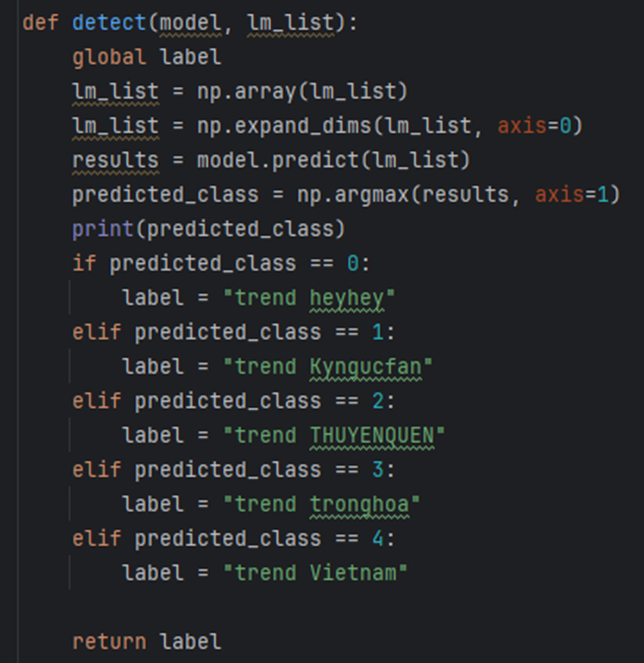 def detect(model, lm_list):
    global label
    lm_list = np.array(lm_list)
    lm_list = np.expand_dims(lm_list, axis=0)
    results = model.predict(lm_list)
    predicted_class = np.argmax(results, axis=1)
    print(predicted_class)
    if predicted_class == 0:
        label = "trend heyhey"
    elif predicted_class == 1:
        label = "trend Kyngucfan"
    elif predicted_class == 2:
        label = "trend THUYENQUEN"
    elif predicted_class == 3:
        label = "trend tronghoa"
    elif predicted_class == 4:
        label = "trend Vietnam"
    return label